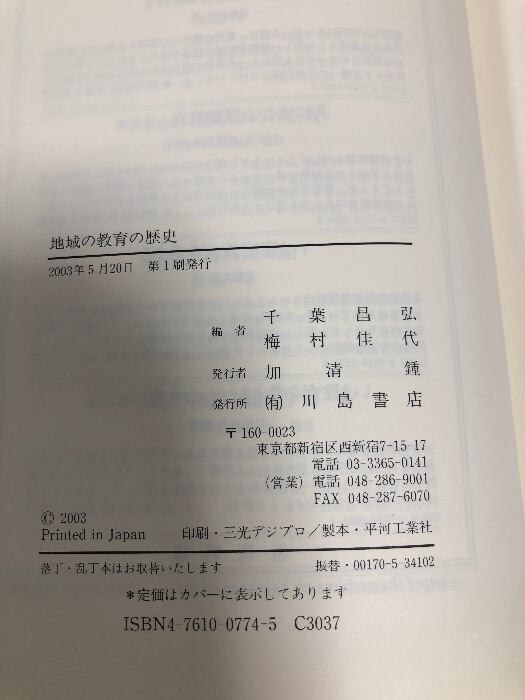 地域の教育の歴史
2003年5月20日 第1刷発行
編者 千葉昌弘
梅村佳代
発行者 加清鍾
発行所 (有)川島書店
〒160-0023
東京都新宿区西新宿7-15-17
電話 03-3365-0141
(営業) 電話 048-286-9001
FAX 048-287-6070
© 2003
Printed in Japan 印刷・三光デジプロ/製本・平河工業社
落丁・乱丁本はお取替いたします 振替・00170-5-34102
*定価はカバーに表示してあります
ISBN4-7610-0774-5 C3037